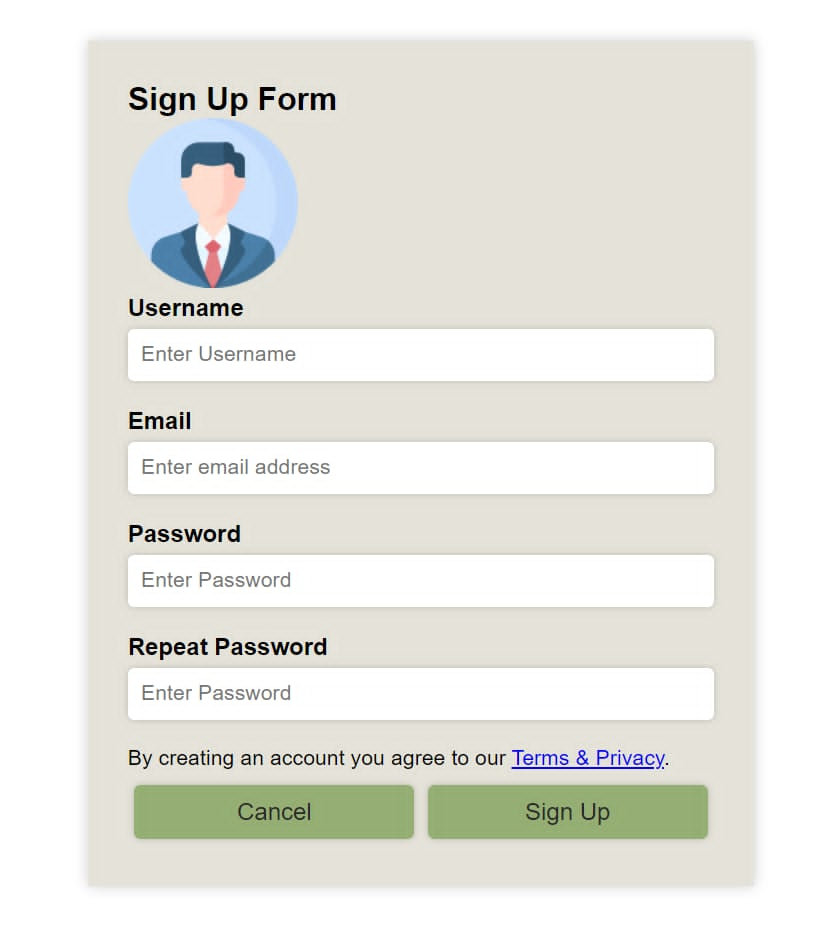 Sign Up Form
Username
Enter Username
Email
Enter email address
Password
Enter Password
Repeat Password
Enter Password
By creating an account you agree to our Terms & Privacy.
Cancel Sign Up